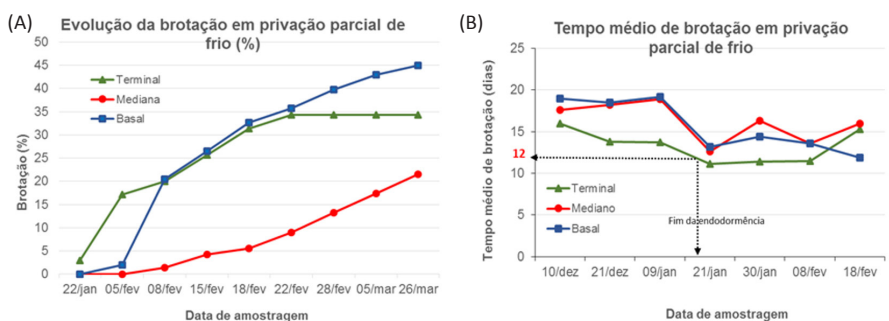 (A)
Evolução da brotação em privação parcial de
frio (%)
Brotação (%)
50
45
40
35
30
25
20
15
10
5
0
Terminal
Mediana
Basal
22/jan 05/fev 08/fev 15/fev 18/fev 22/fev 28/fev 05/mar 26/mar
Data de amostragem
(B)
Tempo médio de brotação em privação
parcial de frio
Tempo médio de brotação (dias)
25
20
15
12
10
5
0
Terminal
Mediano
Basal
Fim da endodormência
10/dez 21/dez 09/jan 21/jan 30/jan 08/fev 18/fev
Data de amostragem